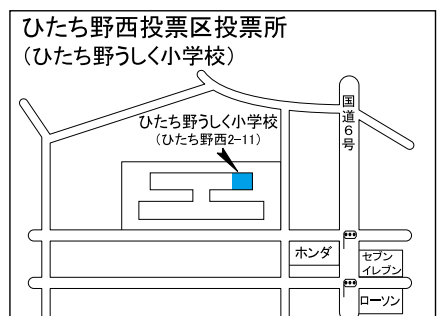 ひたち野西投票区投票所
（ひたち野うしく小学校）
ひたち野うしく小学校
（ひたち野西2−11）
国道６号
ホンダ
セブン
イレブン
ローソン